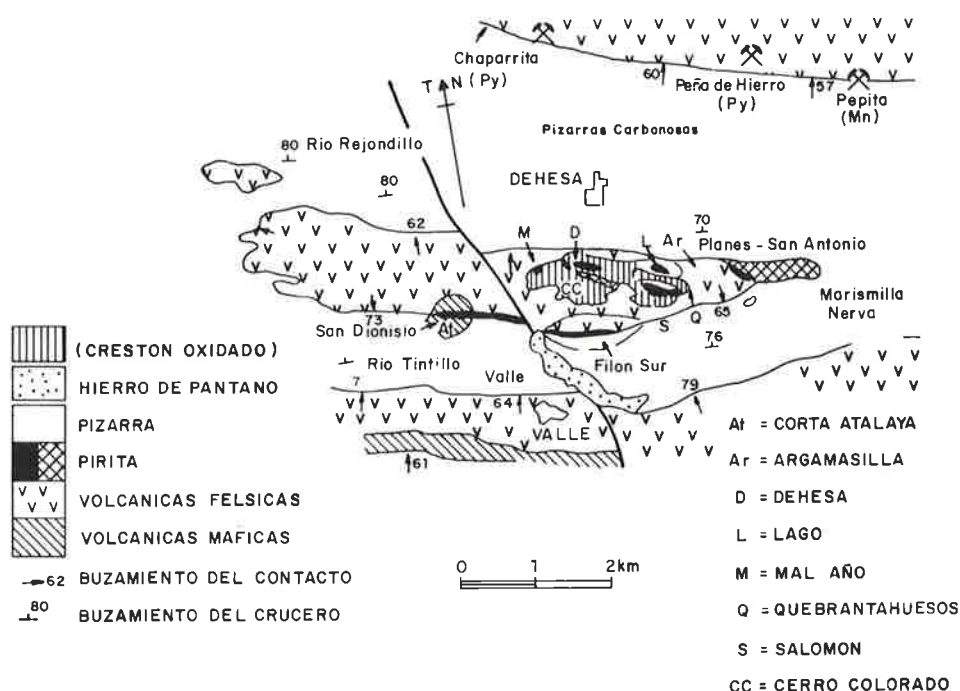 Chaparrita
(Py)
60
Peña de Hierro
(Py)
57
Pepita
(Mn)
T N
Pizarras Carbonosas
80 Rio Rejondillo
80
DEHESA
62
M
D
L
Ar
70
Planes - San Antonio
CC
73
San Dionisio
At
S
Q
65
Marismilla
Nerva
76
Rio Tintillo
Filon Sur
7
Valle
64
79
VALLE
61
(CRESTON OXIDADO)
HIERRO DE PANTANO
PIZARRA
PIRITA
VOLCANICAS FELSICAS
VOLCANICAS MAFICAS
62 BUZAMIENTO DEL CONTACTO
80 BUZAMIENTO DEL CRUCERO
0 1 2 km
At = CORTA ATALAYA
Ar = ARGAMASILLA
D = DEHESA
L = LAGO
M = MAL AÑO
Q = QUEBRANTAHUESOS
S = SALOMON
CC = CERRO COLORADO